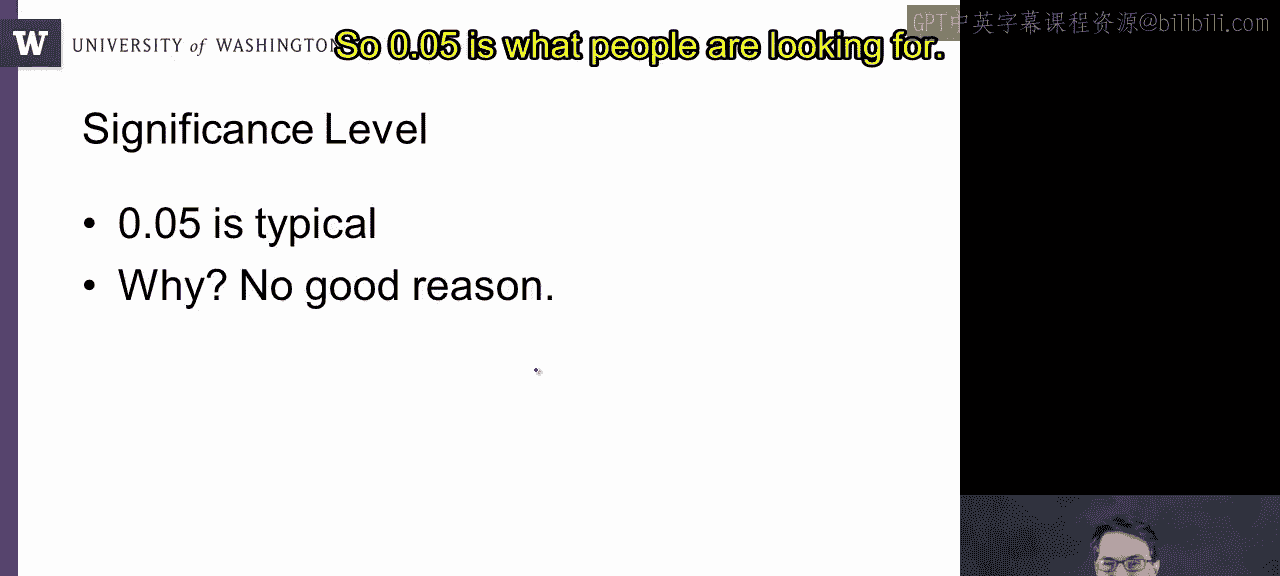 W UNIVERSITY of WASHINGTON
So 0.05 is what people are looking for.
GPT中英字幕课程资源@bilibili.com
Significance Level
• 0.05 is typical
• Why? No good reason.